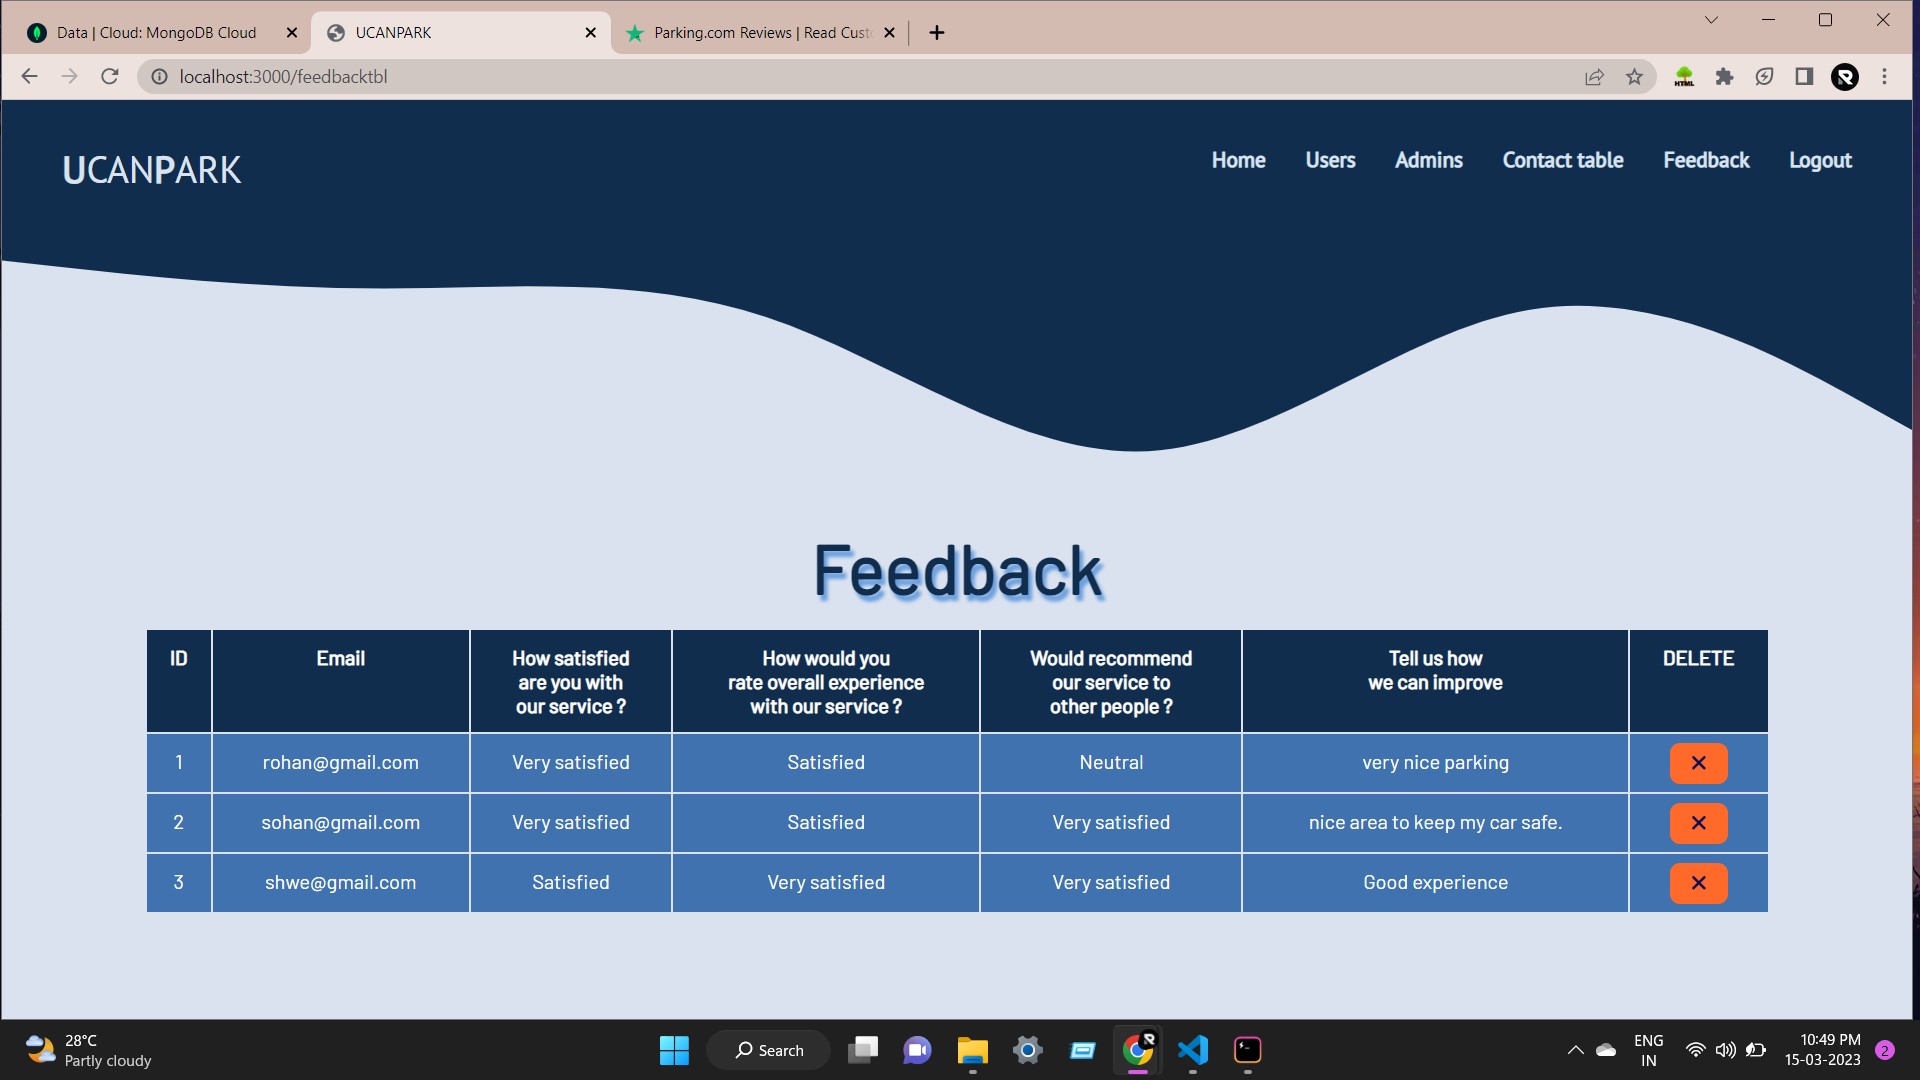 Data | Cloud: MongoDB Cloud
UCANPARK
Parking.com Reviews | Read Cust
localhost:3000/feedbacktbl
HTML
UCANPARK
Home Users Admins Contact table Feedback Logout
Feedback
ID Email How satisfied are you with our service ? How would you rate overall experience with our service ? Would recommend our service to other people ? Tell us how we can improve DELETE
1 rohan@gmail.com Very satisfied Satisfied Neutral very nice parking
2 sohan@gmail.com Very satisfied Satisfied Very satisfied nice area to keep my car safe.
3 shwe@gmail.com Satisfied Very satisfied Very satisfied Good experience
28°C
Partly cloudy
Search
ENG
IN
10:49 PM
15-03-2023
2